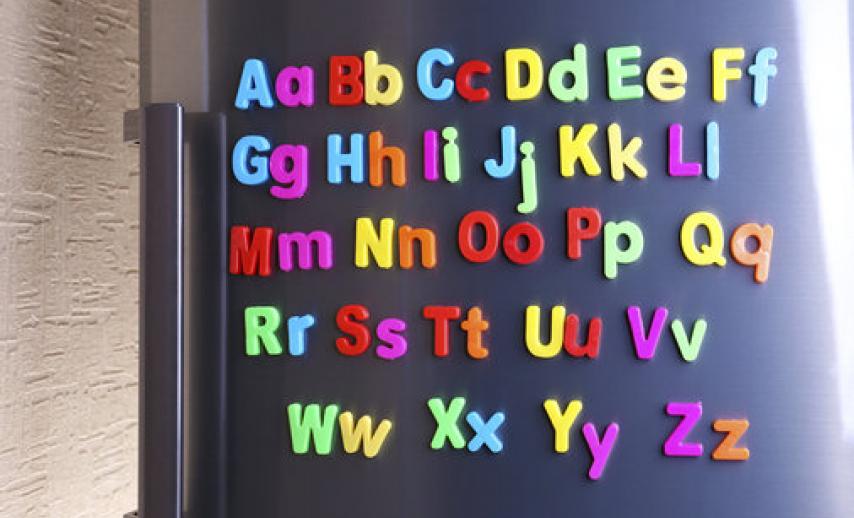 Aa Bb Cc Dd Ee Ff
Gg Hh Ii Jj Kk Ll
Mm Nn Oo Pp Qq
Rr Ss Tt Uu Vv
Ww Xx Yy Zz